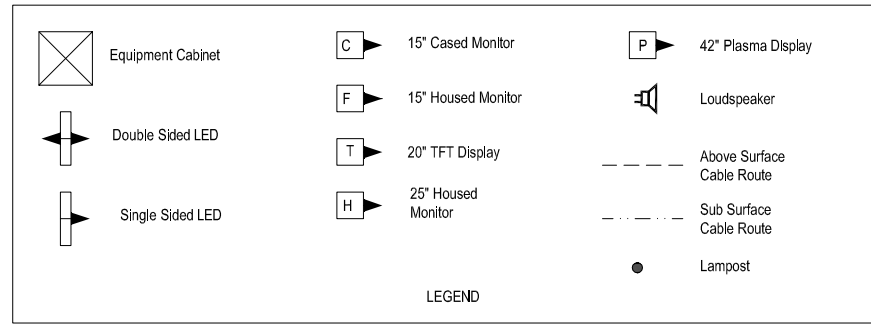 Equipment Cabinet
Double Sided LED
Single Sided LED
C
15" Cased Monitor
F
15" Housed Monitor
T
20" TFT Display
H
25" Housed
Monitor
P
42" Plasma Display
Loudspeaker
Above Surface
Cable Route
Sub Surface
Cable Route
Lampost
LEGEND